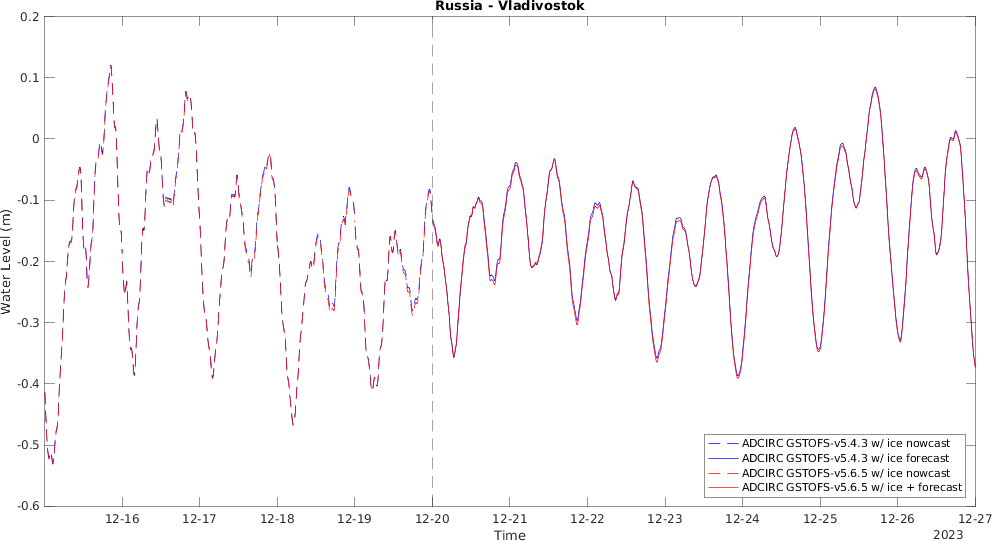 Russia - Vladivostok
Water Level (m)
0.2
0.1
0
-0.1
-0.2
-0.3
-0.4
-0.5
-0.6
12-16 12-17 12-18 12-19 12-20 12-21 12-22 12-23 12-24 12-25 12-26 12-27
Time
2023
ADCIRC GSTOFS-v5.4.3 w/ ice nowcast
ADCIRC GSTOFS-v5.4.3 w/ ice forecast
ADCIRC GSTOFS-v5.6.5 w/ ice nowcast
ADCIRC GSTOFS-v5.6.5 w/ ice + forecast